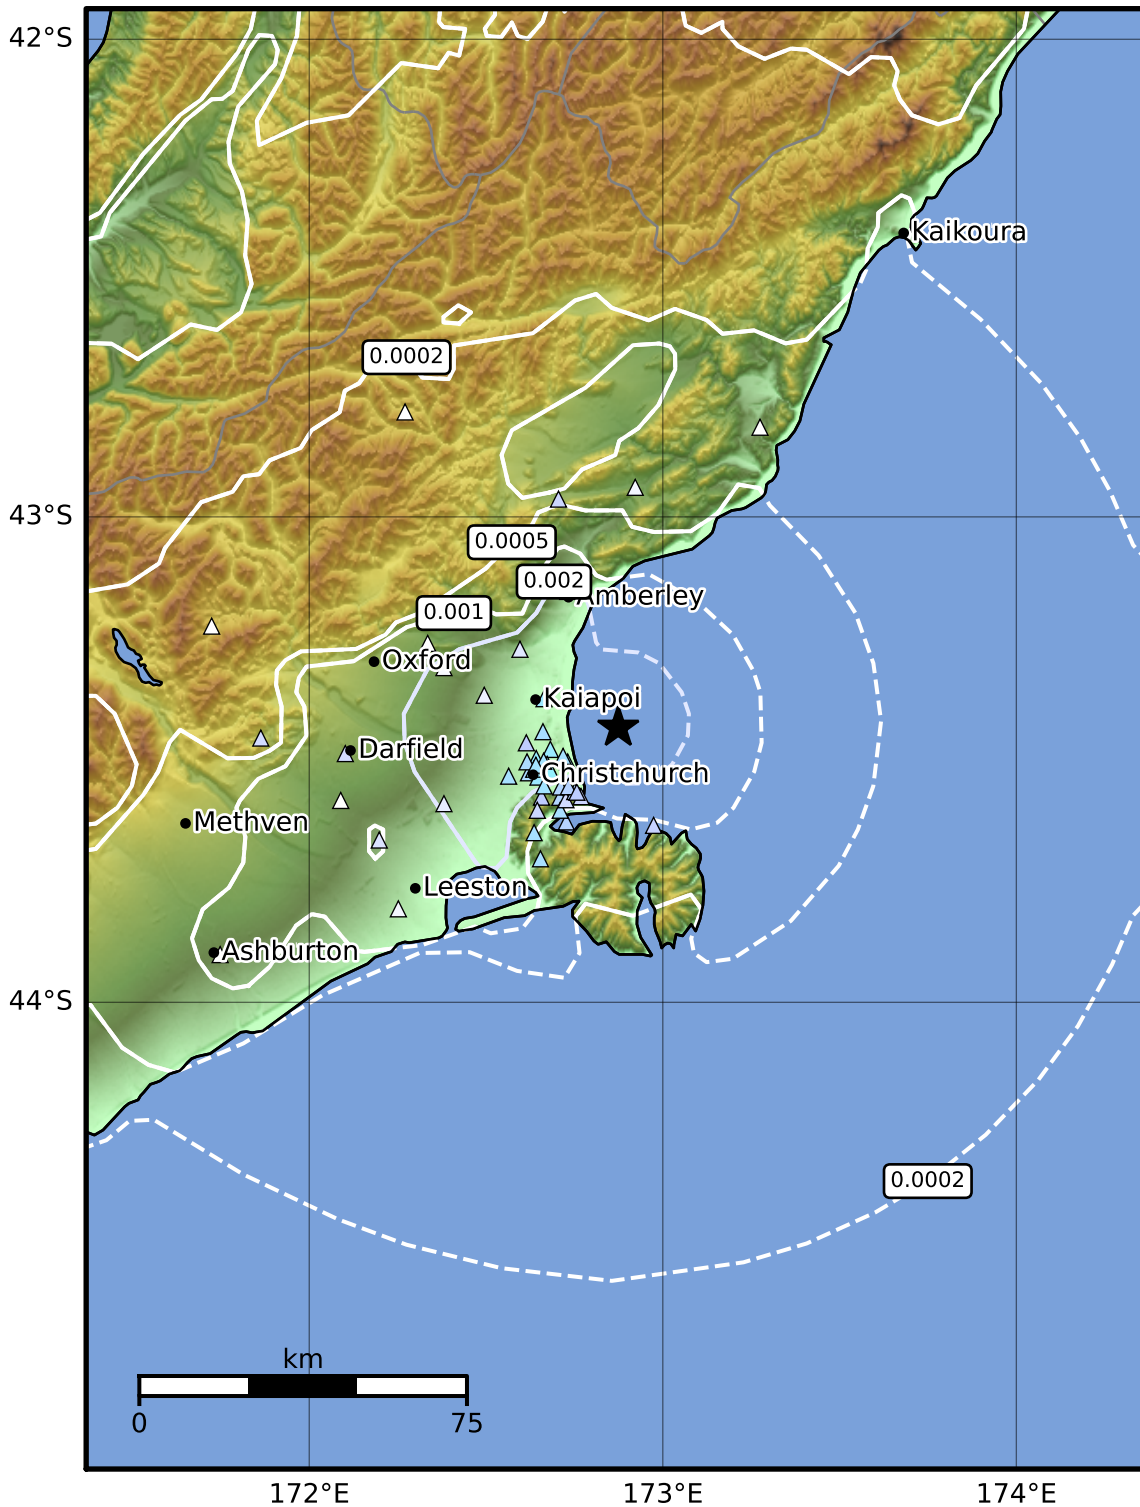 42°S
Kaikoura
0.0002
43°S
0.0005
0.002
Amberley
0.001
Oxford
Kaiapoi
Darfield
Christchurch
Methven
Leeston
Ashburton
44°S
0.0002
km
0
75
172°E
173°E
174°E